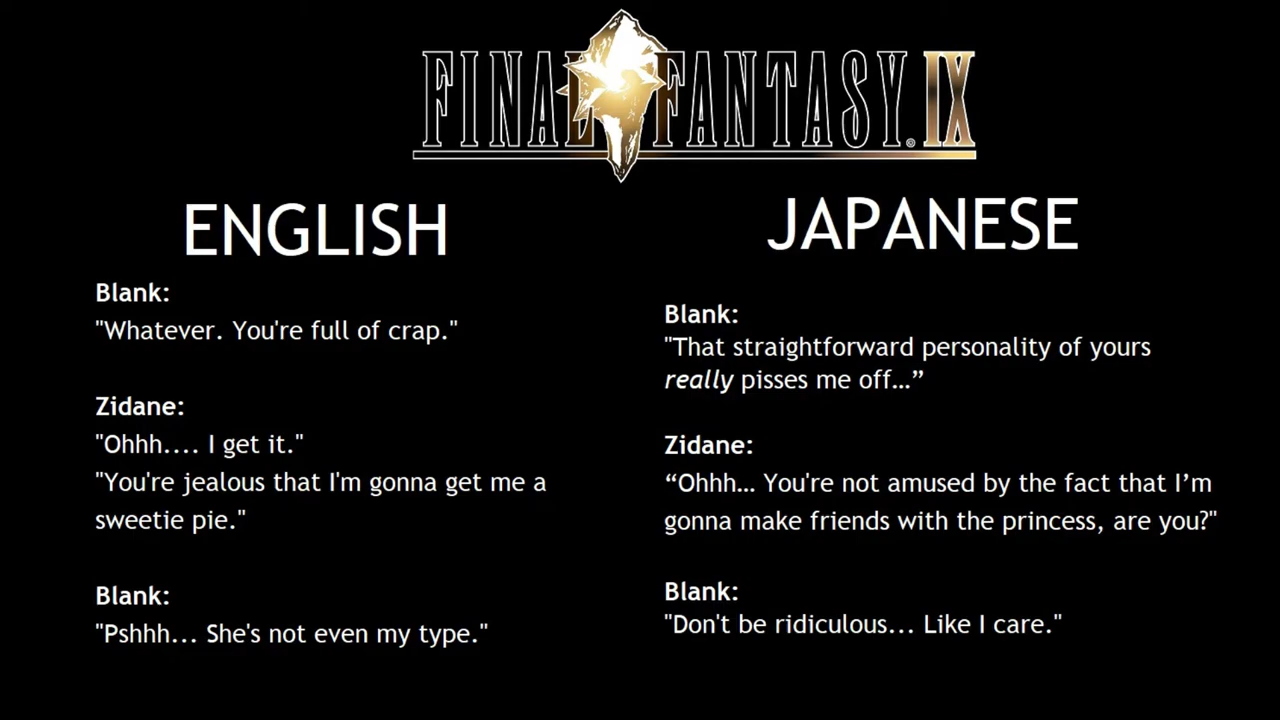 FINAL FANTASY IX
ENGLISH
Blank:
"Whatever. You're full of crap."
Zidane:
"Ohhh.... I get it."
"You're jealous that I'm gonna get me a
sweetie pie."
Blank:
"Pshhh... She's not even my type."
JAPANESE
Blank:
"That straightforward personality of yours
really pisses me off…”
Zidane:
“Ohhh… You're not amused by the fact that I’m
gonna make friends with the princess, are you?"
Blank:
"Don't be ridiculous... Like I care."